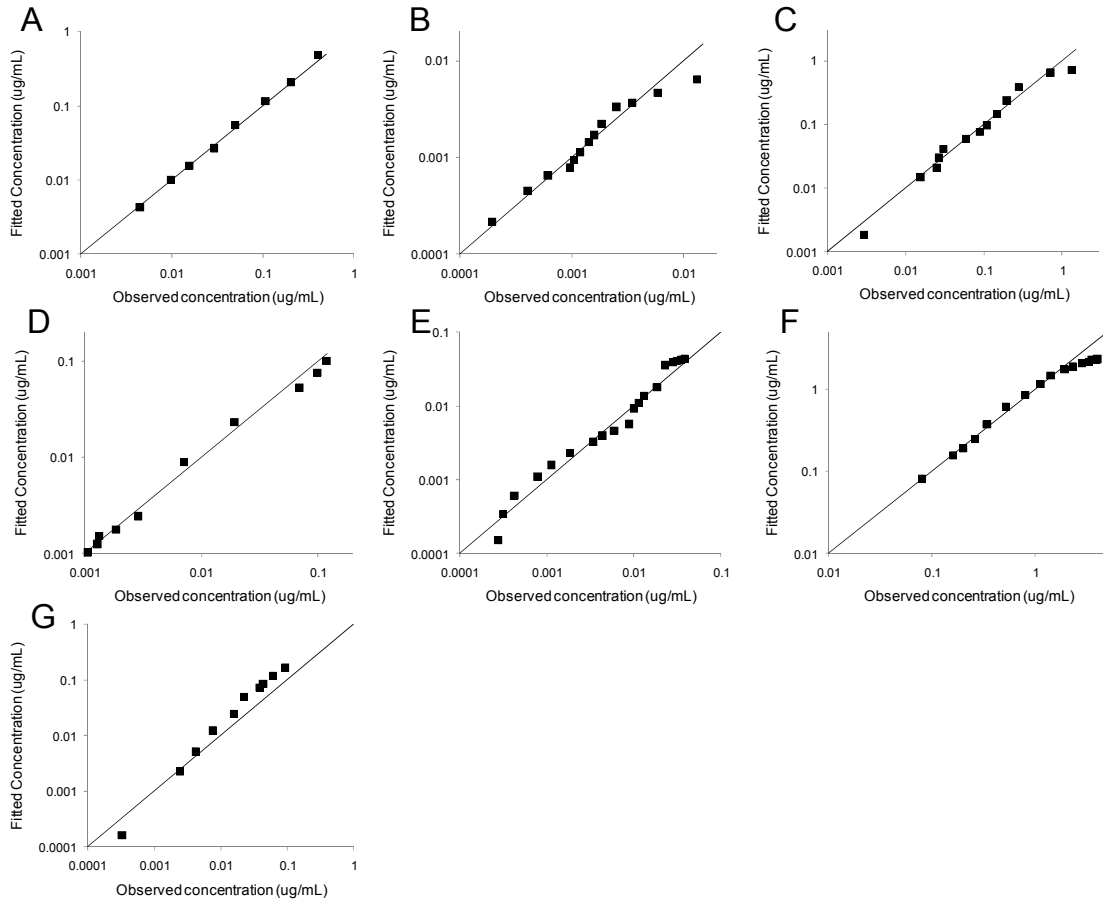 A
1
0.1
0.01
0.001
0.001
0.01
0.1
1
Fitted Concentration (ug/mL)
Observed concentration (ug/mL)
B
0.01
0.001
0.0001
0.0001
0.001
0.01
Fitted Concentration (ug/mL)
Observed concentration (ug/mL)
C
1
0.1
0.01
0.001
0.001
0.01
0.1
1
Fitted Concentration (ug/mL)
Observed concentration (ug/mL)
D
0.1
0.01
0.001
0.001
0.01
0.1
Fitted Concentration (ug/mL)
Observed concentration (ug/mL)
E
0.1
0.01
0.001
0.0001
0.0001
0.001
0.01
0.1
Fitted Concentration (ug/mL)
Observed concentration (ug/mL)
F
1
0.1
0.01
0.01
0.1
1
Fitted Concentration (ug/mL)
Observed concentration (ug/mL)
G
1
0.1
0.01
0.001
0.0001
0.0001
0.001
0.01
0.1
1
Fitted Concentration (ug/mL)
Observed concentration (ug/mL)